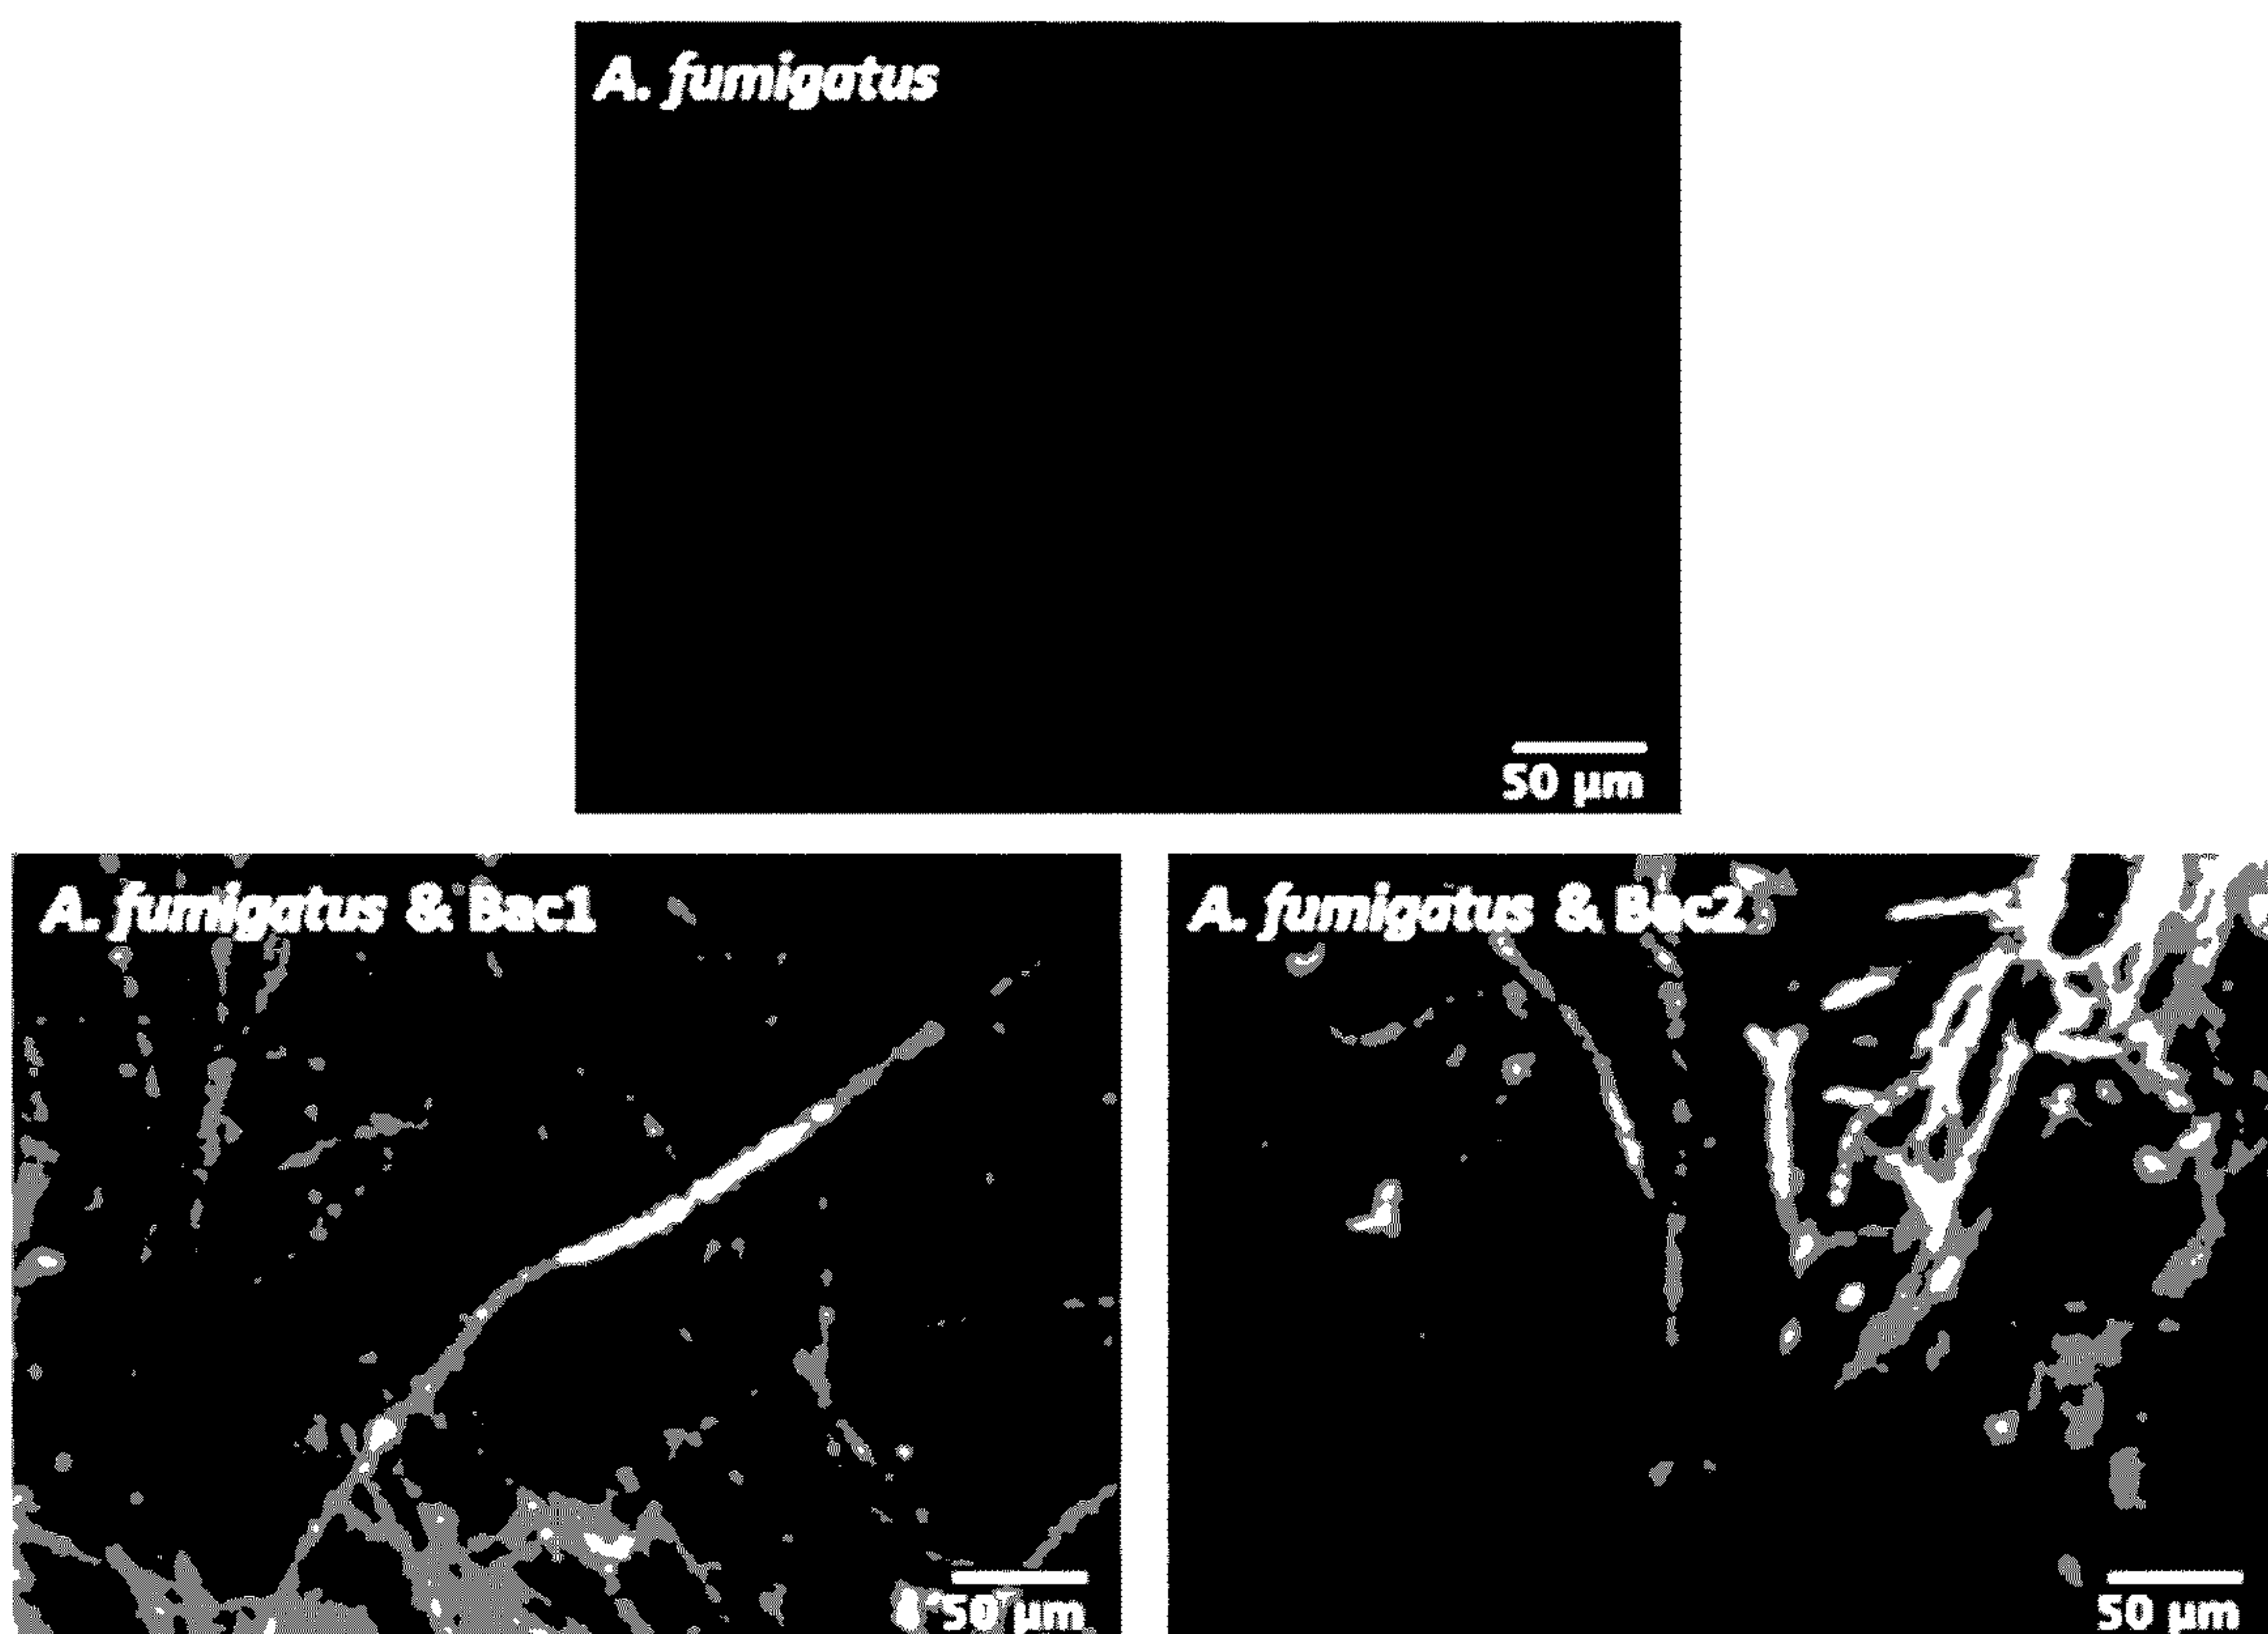 A. fumigatus
50 µm
A. fumigatus & Bac1
50 µm
A. fumigatus & Bac2
50 µm